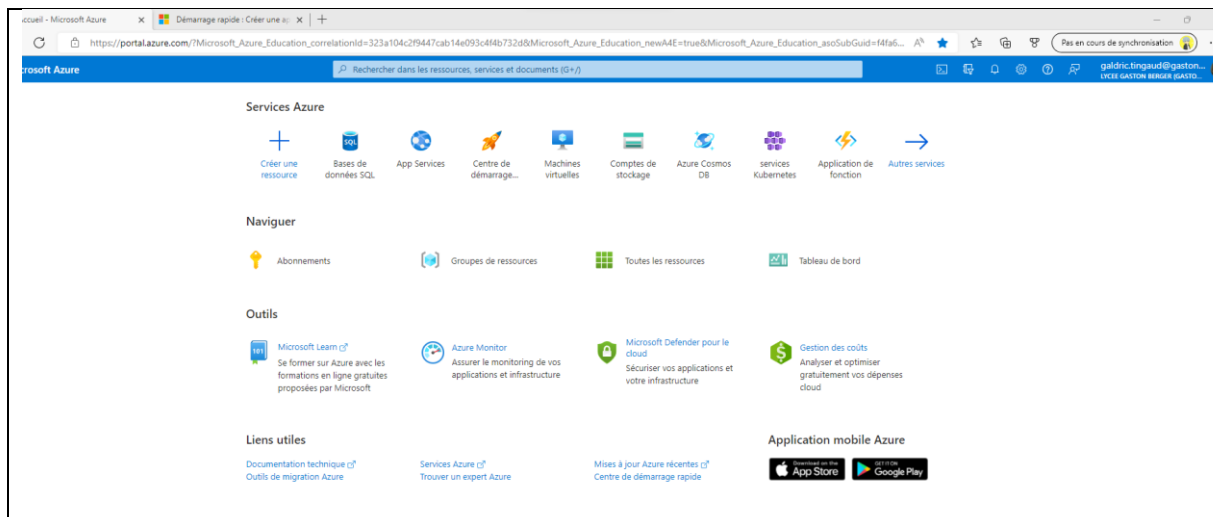 ccueil - Microsoft Azure
Démarrage rapide : Créer une ap
https://portal.azure.com/?Microsoft_Azure_Education_correlationId=323a104c2f9447cab14e093c4f4b732d&Microsoft_Azure_Education_newA4E=true&Microsoft_Azure_Education_asoSubGuid=f4fa6...
Pas en cours de synchronisation
rosoft Azure
Rechercher dans les ressources, services et documents (G+/)
galdric.tingaud@gaston...
LYCEE GASTON BERGER (GASTO...
Services Azure
Créer une
ressource
Bases de
données SQL
App Services
Centre de
démarrage...
Machines
virtuelles
Comptes de
stockage
Azure Cosmos
DB
services
Kubernetes
Application de
fonction
Autres services
Naviguer
Abonnements
Groupes de ressources
Toutes les ressources
Tableau de bord
Outils
Microsoft Learn
Se former sur Azure avec les
formations en ligne gratuites
proposées par Microsoft
Azure Monitor
Assurer le monitoring de vos
applications et infrastructure
Microsoft Defender pour le
cloud
Sécuriser vos applications et
votre infrastructure
Gestion des coûts
Analyser et optimiser
gratuitement vos dépenses
cloud
Liens utiles
Documentation technique
Outils de migration Azure
Services Azure
Trouver un expert Azure
Mises à jour Azure récentes
Centre de démarrage rapide
Application mobile Azure
Download on the
App Store
GET IT ON
Google Play